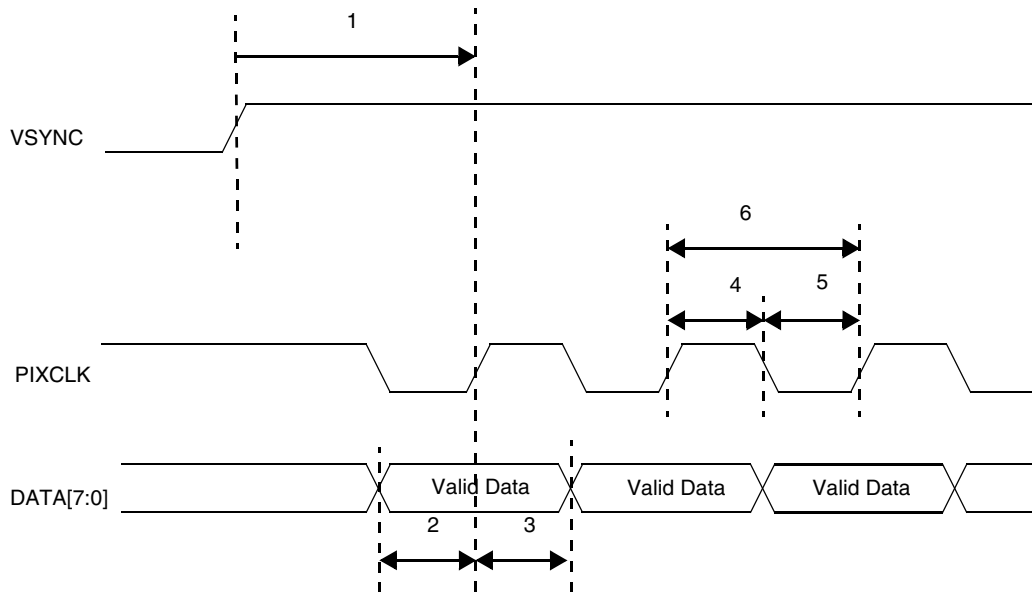 1
VSYNC
6
4 5
PIXCLK
DATA[7:0] Valid Data Valid Data Valid Data
2 3